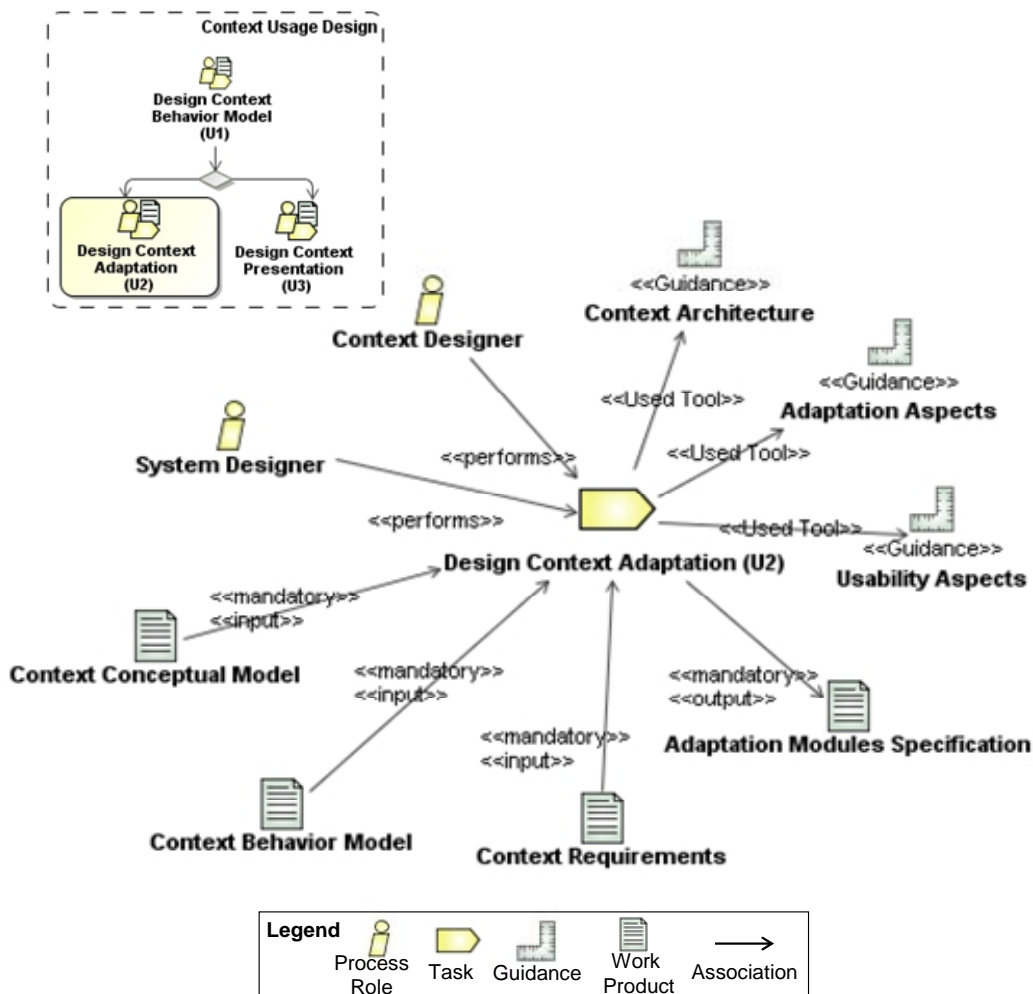 Context Usage Design
Design Context
Behavior Model
(U1)
Design Context
Adaptation
(U2)
Design Context
Presentation
(U3)
<<Guidance>>
Context Architecture
Context Designer
<<Guidance>>
Adaptation Aspects
<<Used Tool>>
<<Used Tool>>
System Designer
<<performs>>
<<performs>>
<<Used Tool>>
<<Guidance>>
Usability Aspects
Design Context Adaptation (U2)
<<mandatory>>
<<input>>
Context Conceptual Model
<<mandatory>>
<<input>>
<<mandatory>>
<<output>>
Adaptation Modules Specification
<<mandatory>>
<<input>>
Context Behavior Model
Context Requirements
Legend
Process
Role
Task
Guidance
Work
Product
Association